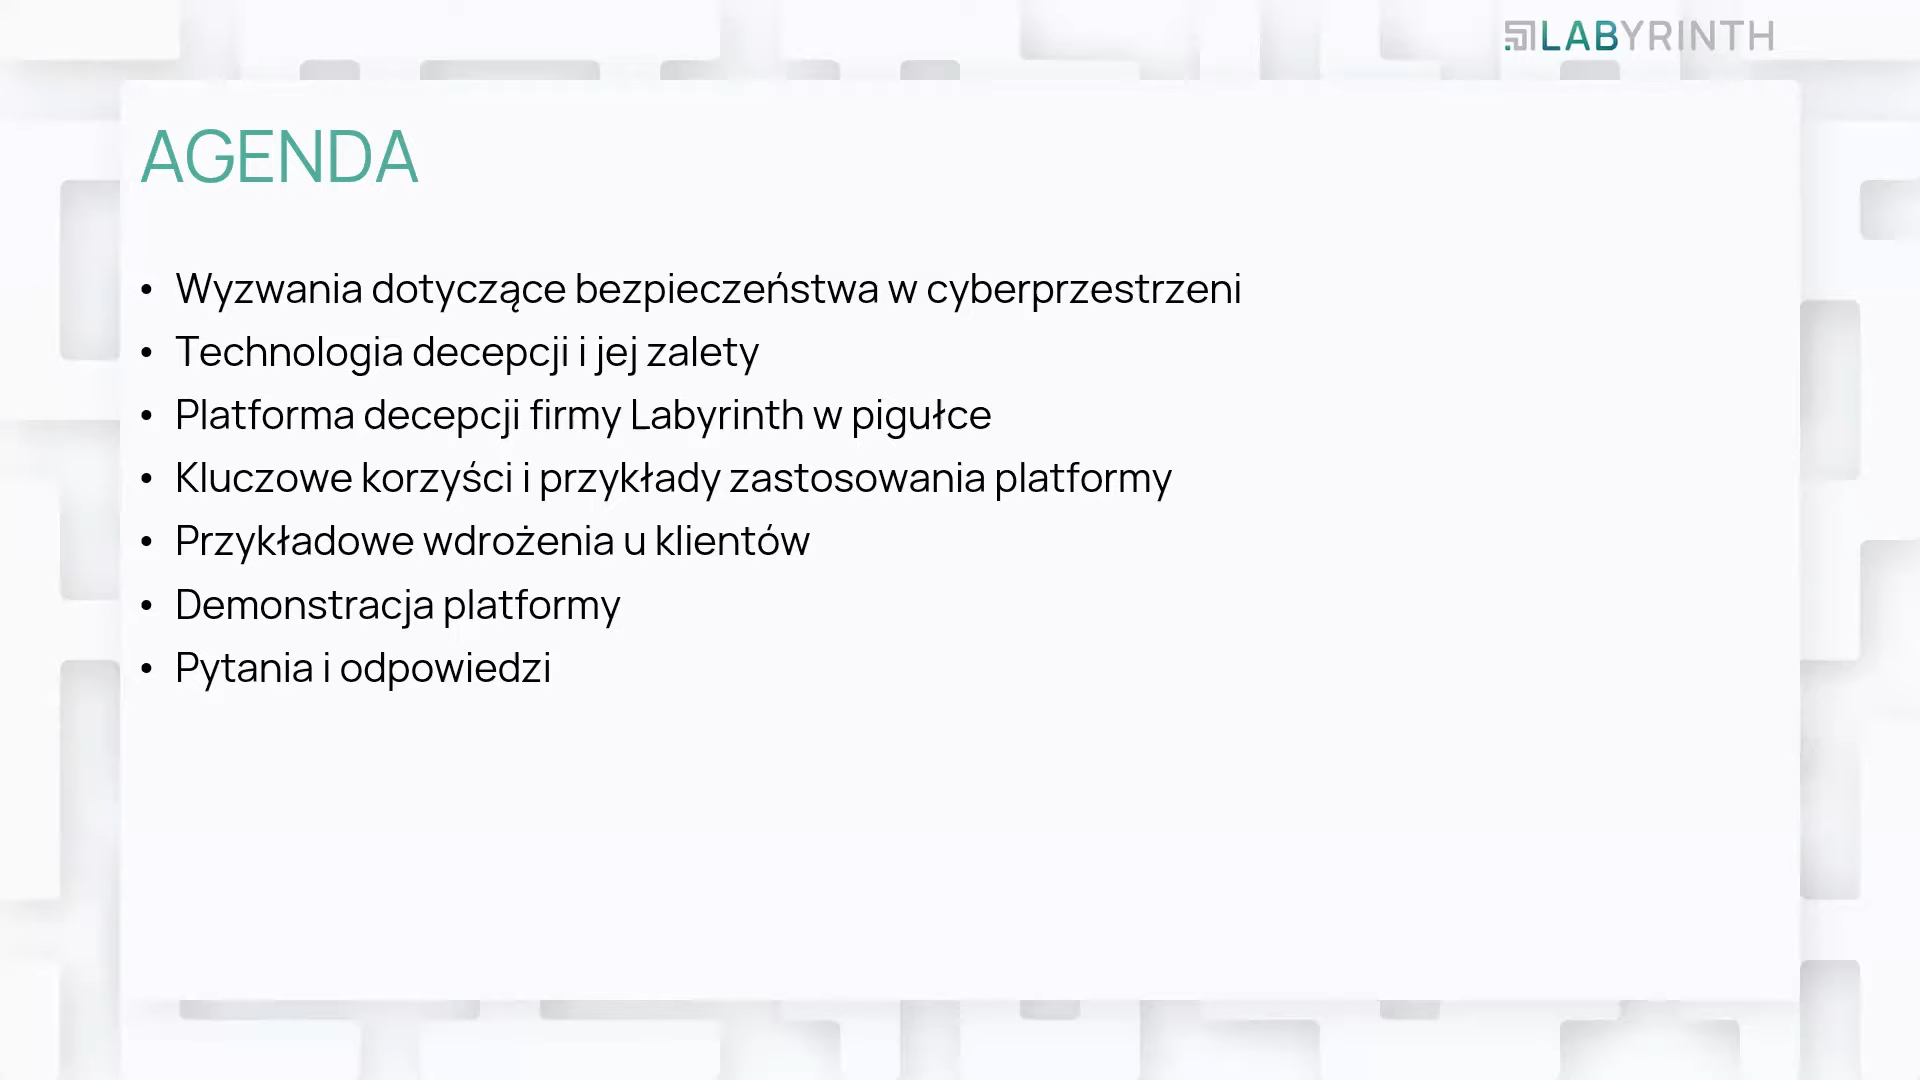 LABYRINTH
AGENDA
• Wyzwania dotyczące bezpieczeństwa w cyberprzestrzeni
• Technologia decepcji i jej zalety
• Platforma decepcji firmy Labyrinth w pigułce
• Kluczowe korzyści i przykłady zastosowania platformy
• Przykładowe wdrożenia u klientów
• Demonstracja platformy
• Pytania i odpowiedzi